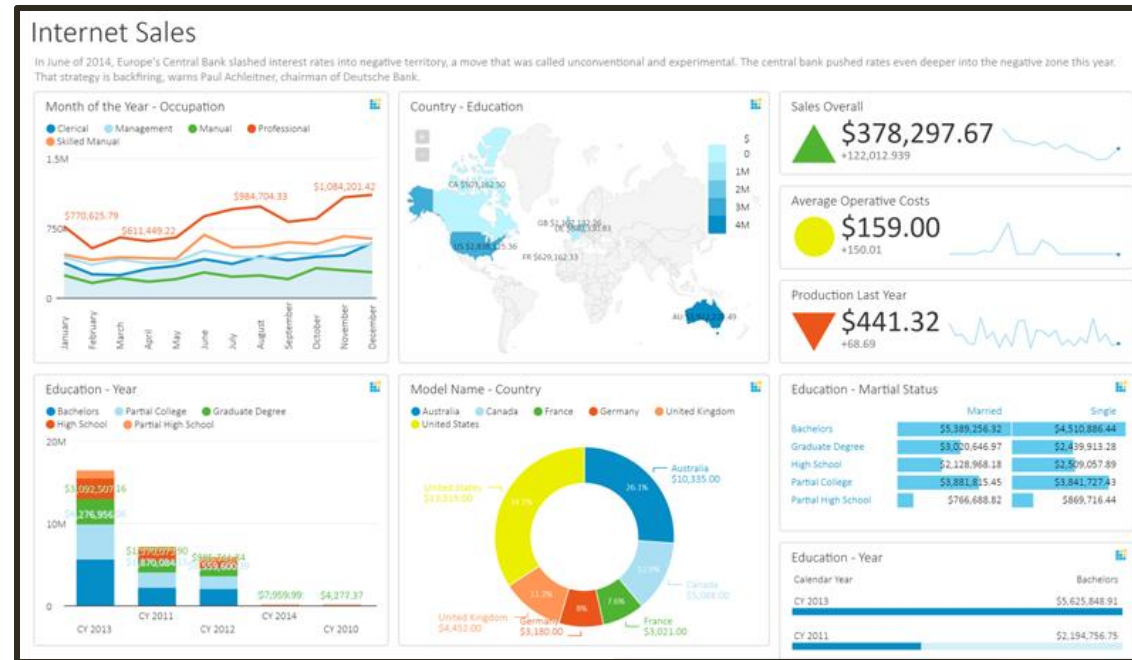 Internet Sales
In June of 2014, Europe's Central Bank slashed interest rates into negative territory, a move that was called unconventional and experimental. The central bank pushed rates even deeper into the negative zone this year.
That strategy is backfiring, warns Paul Achleitner, chairman of Deutsche Bank.
Month of the Year - Occupation
Clerical Management Manual Professional
Skilled Manual
1.5M
$1,084,201.42
$984,704.33
$770,625.79
$611,449.22
750K
0
January February March April May June July August September October November December
Country - Education
+
-
$
0
1M
2M
3M
4M
CA
GB
US
FR $629,162.33
AU
Sales Overall
$378,297.67
+122,012.939
Average Operative Costs
$159.00
+150.01
Production Last Year
$441.32
+68.69
Education - Year
Bachelors Partial College Graduate Degree
High School Partial High School
20M
10M
0
$7,959.99 $4,277.37
CY 2013 CY 2011 CY 2012 CY 2014 CY 2010
Model Name - Country
Australia Canada France Germany United Kingdom
United States
Australia
$10,335.00
26.1%
United States
Canada
7.6%
8%
11.2%
United Kingdom
$4,452.00
Germany
$3,180.00
France
$3,021.00
Education - Martial Status
Married Single
Bachelors $5,389,256.32 $4,510,886.44
Graduate Degree $3,020,646.97 $2,439,913.28
High School $2,128,968.18 $2,509,057.89
Partial College $3,881,815.45 $3,841,727.43
Partial High School $766,688.82 $869,716.44
Education - Year
Calendar Year Bachelors
CY 2013 $5,625,848.91
CY 2011 $2,194,756.75